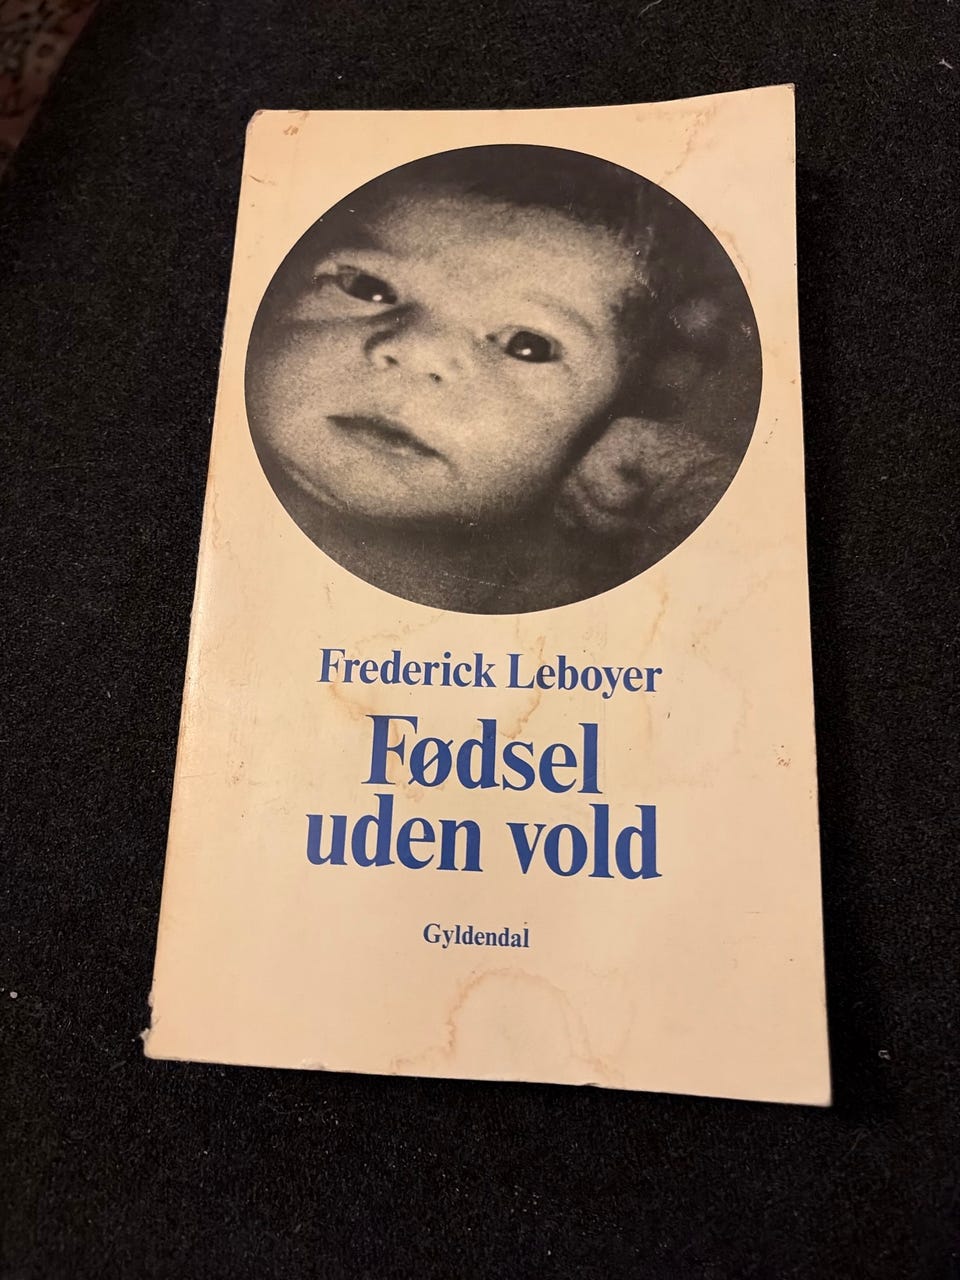 Frederick Leboyer
Fødsel
uden vold
Gyldendal